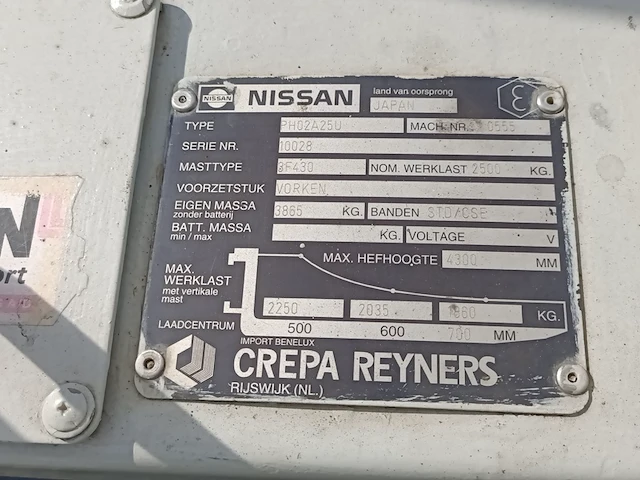 NISSAN NISSAN land van oorsprong
JAPAN
TYPE PH02A25U MACH. NR.
SERIE NR. 10028
MASTTYPE 3F430 NOM. WERKLAST 2500 KG.
VOORZETSTUK VORKEN
EIGEN MASSA zonder batterij 3865 KG. BANDEN STD/CSE
BATT. MASSA min / max KG. VOLTAGE V
MAX. HEFHOOGTE 4300 MM
MAX. WERKLAST met vertikale mast
2250 2035 1860 KG.
LAADCENTRUM 500 600 700 MM
IMPORT BENELUX
CREPA REYNERS
RIJSWIJK (NL.)
N
ort